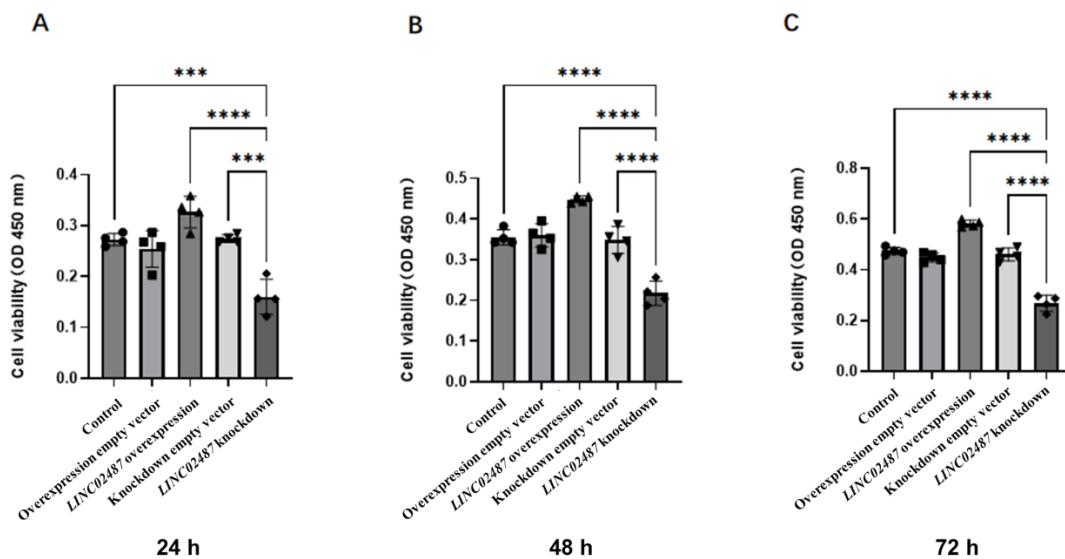 A
***
****
***
Cell viability (OD 450 nm)
0.4
0.3
0.2
0.1
0.0
Control
Overexpression empty vector
LINC02487 overexpression
Knockdown empty vector
LINC02487 knockdown
24 h
B
****
****
****
Cell viability (OD 450 nm)
0.5
0.4
0.3
0.2
0.1
0.0
Control
Overexpression empty vector
LINC02487 overexpression
Knockdown empty vector
LINC02487 knockdown
48 h
C
****
****
****
Cell viability (OD 450 nm)
0.8
0.6
0.4
0.2
0.0
Control
Overexpression empty vector
LINC02487 overexpression
Knockdown empty vector
LINC02487 knockdown
72 h